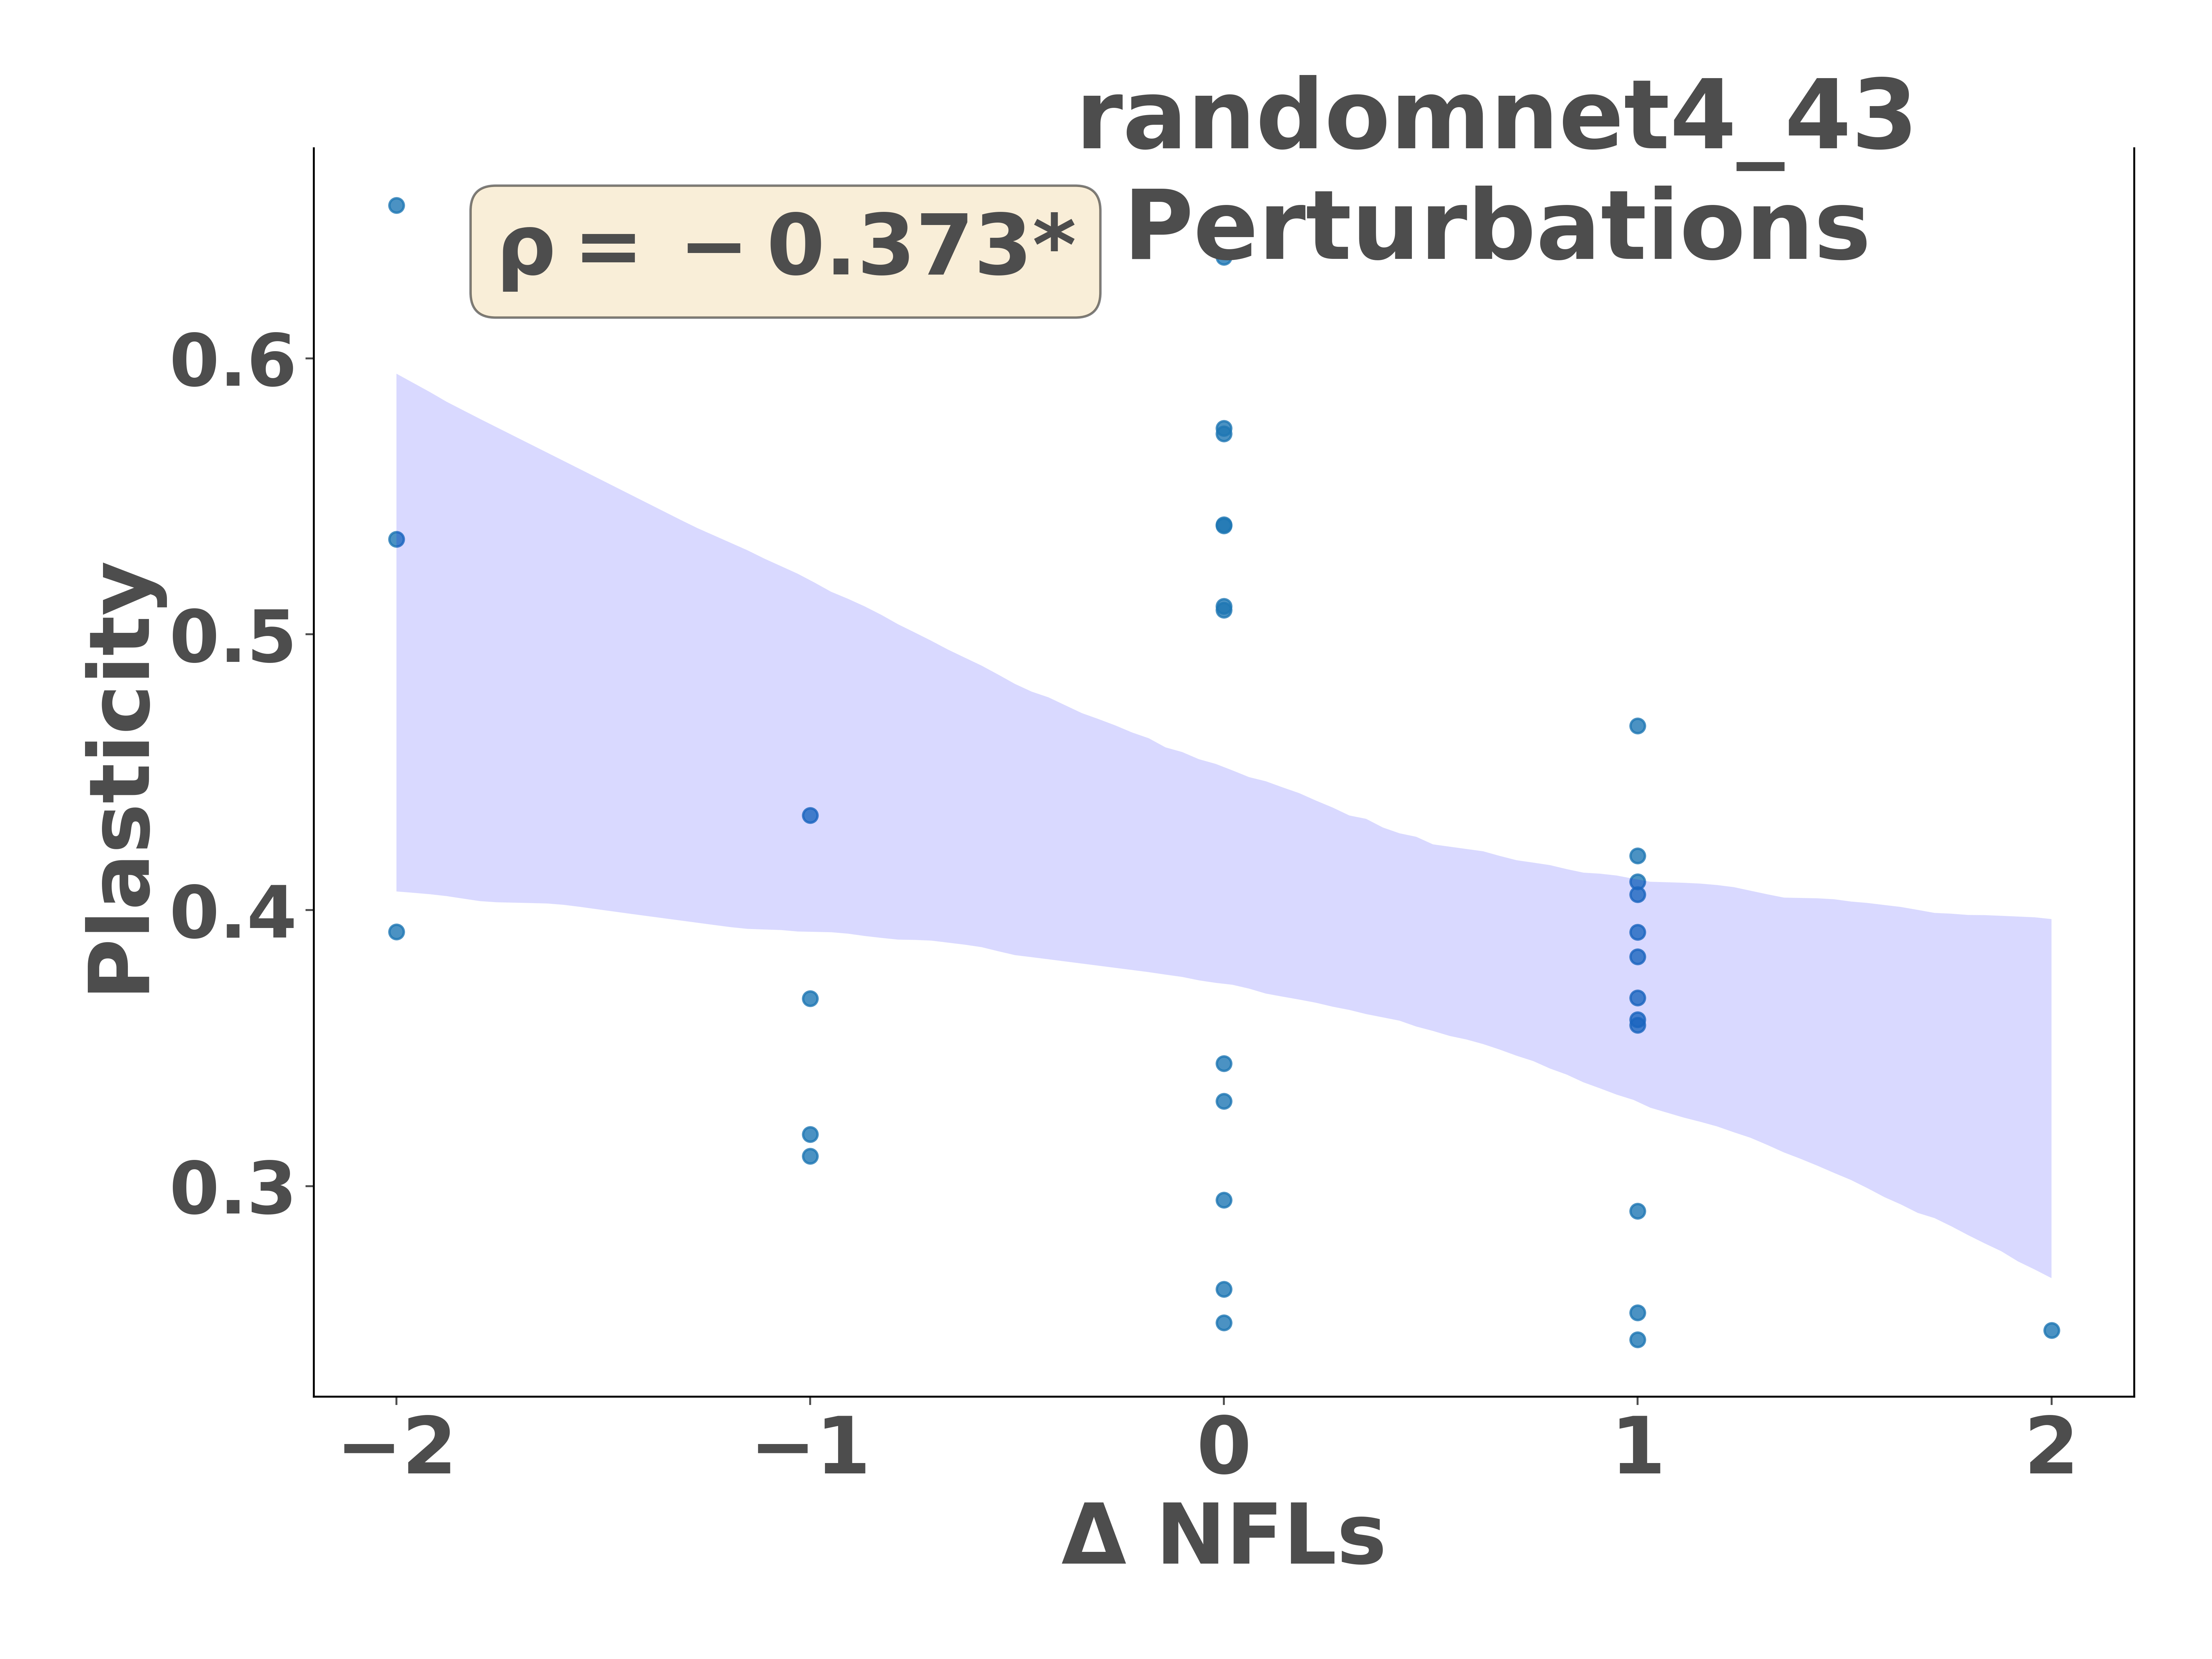 randomnet4_43
Perturbations
ρ = − 0.373*
Plasticity
0.6
0.5
0.4
0.3
−2
−1
0
1
2
Δ NFLs